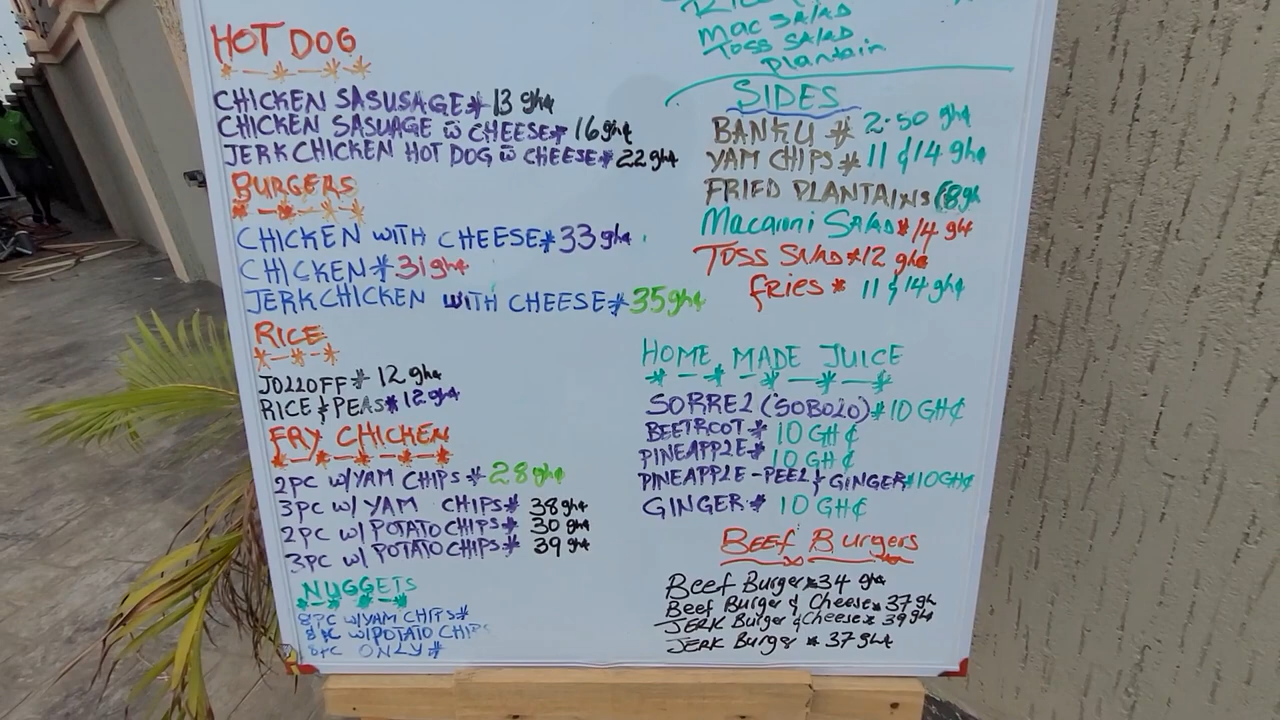 HOT DOG
CHICKEN SASUSAGE* 13 gh¢
CHICKEN SASUAGE w CHEESE* 16gh¢
JERK CHICKEN HOT DOG w CHEESE* 22 gh¢
BURGERS
CHICKEN WITH CHEESE* 33 gh¢
CHICKEN * 31 gh¢
JERK CHICKEN WITH CHEESE* 35 gh¢
RICE
JOLLOFF * 12 gh¢
RICE & PEAS * 12 gh¢
FRY CHICKEN
2PC W/YAM CHIPS * 28 gh¢
3PC W/ YAM CHIPS* 38 gh¢
2PC W/ POTATO CHIPS* 30 gh¢
3PC W/ POTATO CHIPS* 39 gh¢
NUGGETS
8PC W/YAM CHIPS*
8PC W/POTATO CHIPS
8PC ONLY *
Mac Salad
Toss Salad
Plantain
SIDES
BANKU * 2.50 gh¢
YAM CHIPS* 11 & 14 gh¢
FRIED PLANTAINS (8gh
Macaroni Salad * 14 gh¢
Toss Salad * 12 gh¢
fries * 11 & 14 gh¢
HOME MADE JUICE
SORREL (SOBOLO) * 10 GH¢
BEETROOT* 10 GH¢
PINEAPPLE * 10 GH¢
PINEAPPLE-PEEL & GINGER * 10GH¢
GINGER * 10 GH¢
Beef Burgers
Beef Burger * 34 gh¢
Beef Burger & Cheese * 37 gh
JERK Burger & Cheese * 39 gh¢
JERK Burger * 37 gh¢